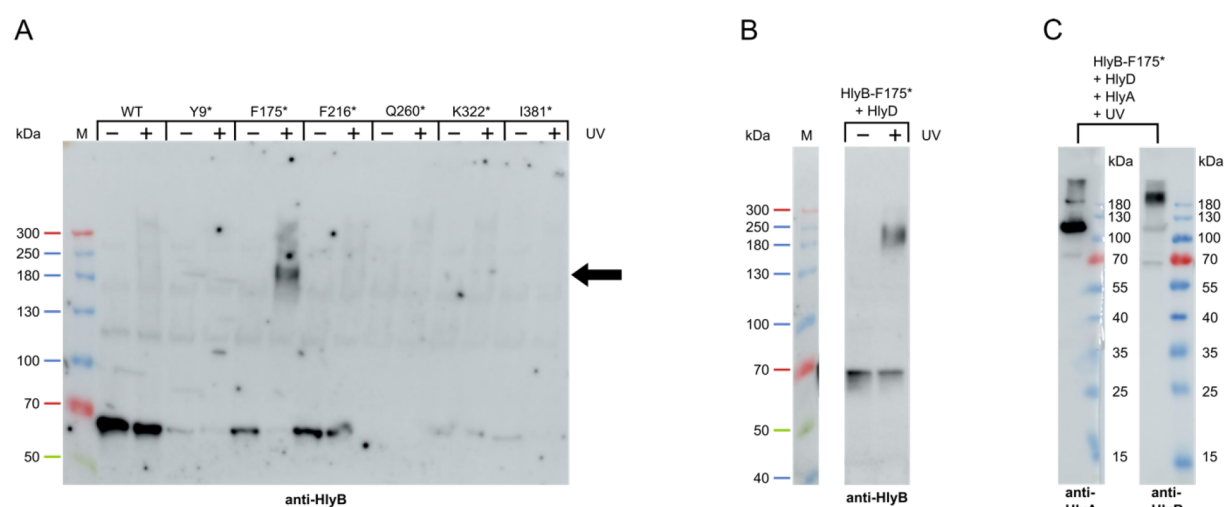 A
WT Y9* F175* F216* Q260* K322* I381*
kDa M − + − + − + − + − + − + − + UV
300
250
180
130
100
70
50
anti-HlyB
B
HlyB-F175*
+ HlyD
kDa M − + UV
300
250
180
130
100
70
50
40
anti-HlyB
C
HlyB-F175*
+ HlyD
+ HlyA
+ UV
kDa kDa
180 180
130 130
100 100
70 70
55 55
40 40
35 35
25 25
15 15
anti- anti-